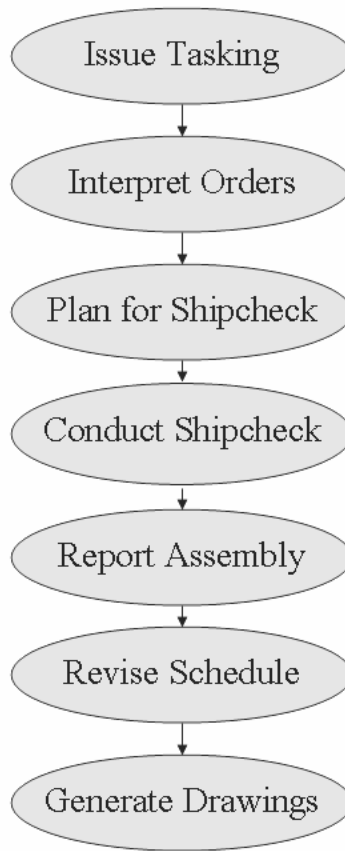 Issue Tasking
Interpret Orders
Plan for Shipcheck
Conduct Shipcheck
Report Assembly
Revise Schedule
Generate Drawings